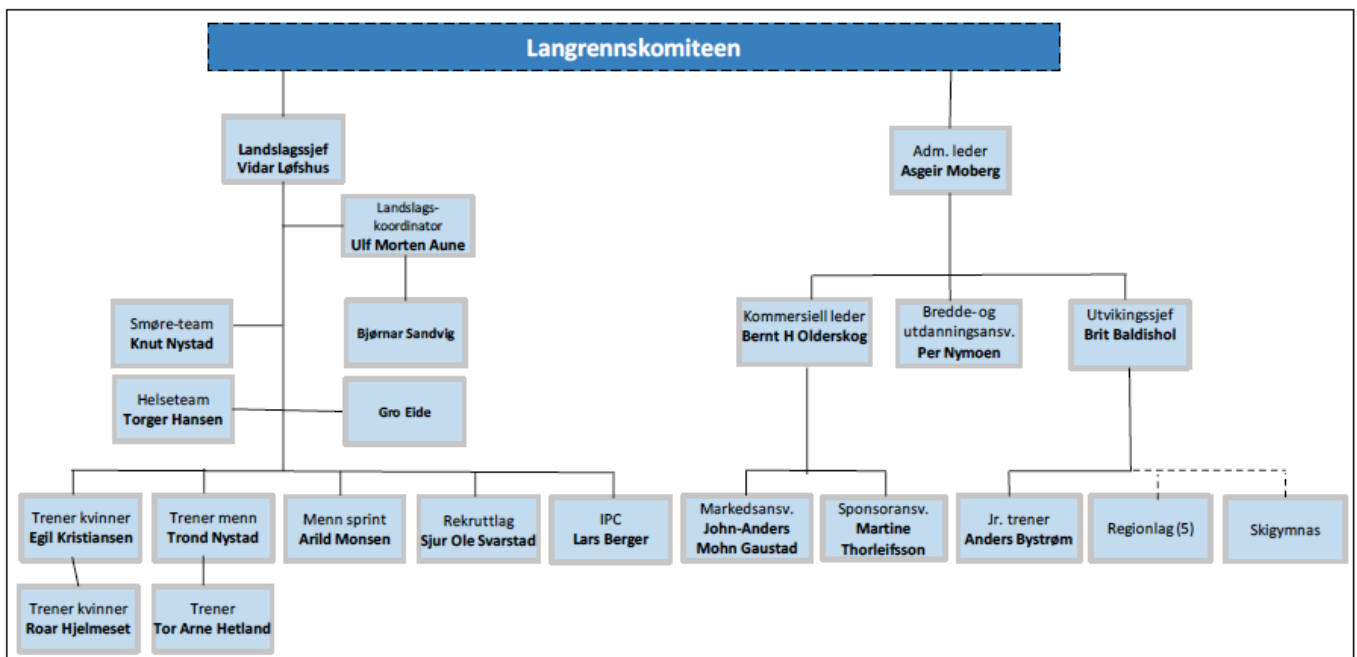 Langrennskomiteen
Landslagssjef
Vidar Løfshus
Adm. leder
Asgeir Moberg
Landslags-
koordinator
Ulf Morten Aune
Smøre-team
Knut Nystad
Bjørnar Sandvig
Kommersiell leder
Bernt H Olderskog
Bredde- og
utdanningsansv.
Per Nymoen
Utvikingssjef
Brit Baldishol
Helseteam
Torger Hansen
Gro Eide
Trener kvinner
Egil Kristiansen
Trener menn
Trond Nystad
Menn sprint
Arild Monsen
Rekruttlag
Sjur Ole Svarstad
IPC
Lars Berger
Markedsansv.
John-Anders
Mohn Gaustad
Sponsoransv.
Martine
Thorleifsson
Jr. trener
Anders Bystrøm
Regionlag (5)
Skigymnas
Trener kvinner
Roar Hjelmeset
Trener
Tor Arne Hetland